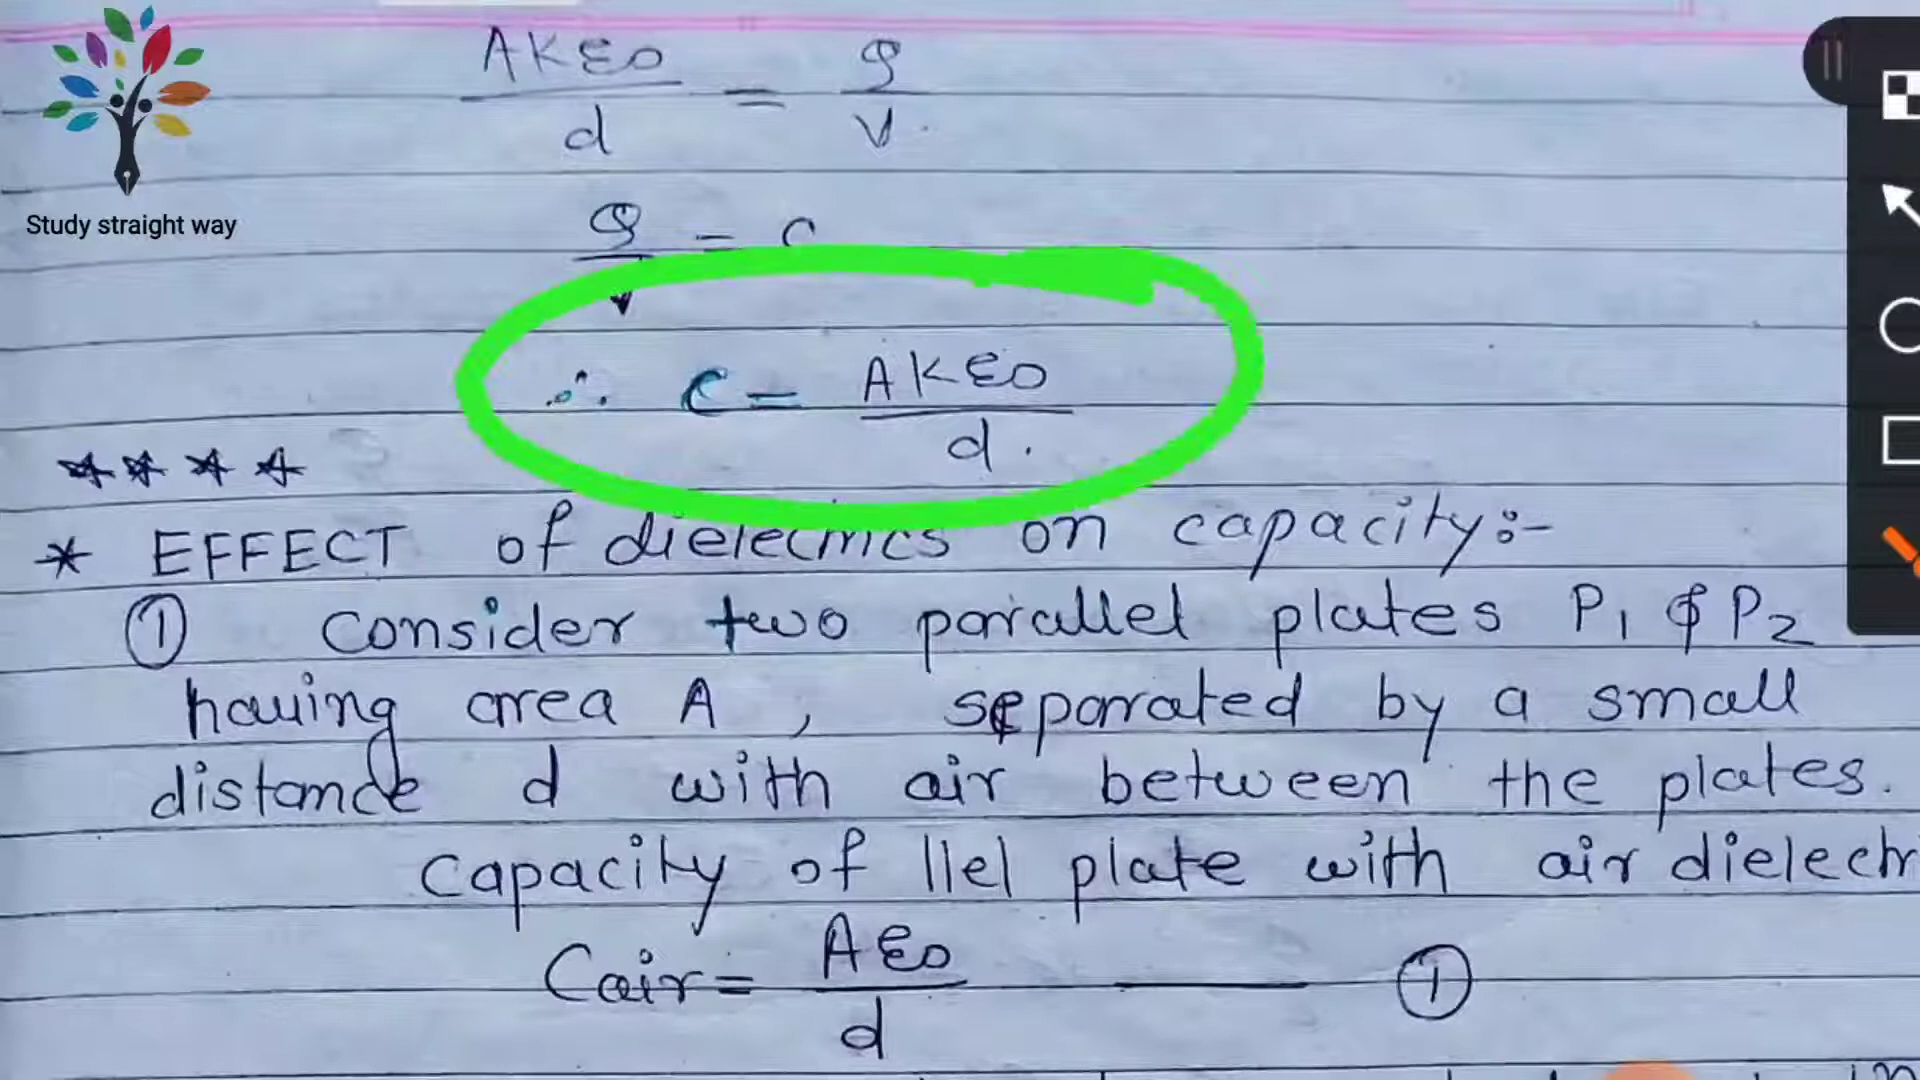 AKε0 / d = Q / V.
Study straight way
Q / V = C
∴ C = AKε0 / d.
* EFFECT of dielectrics on capacity:-
① Consider two parallel plates P1 & P2
having area A, separated by a small
distance d with air between the plates.
Capacity of llel plate with air dielectr
Cair = Aε0 / d ——— ①